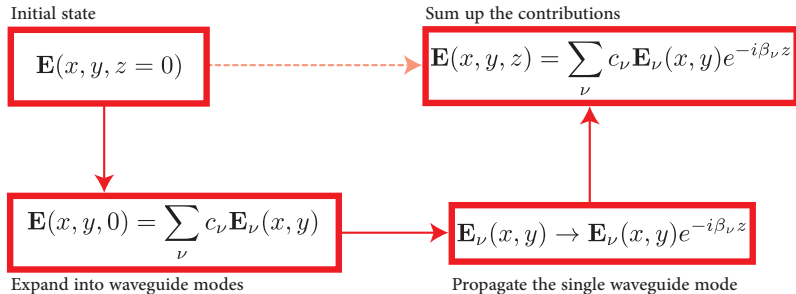 Initial state
Sum up the contributions
E(x, y, z = 0)
E(x, y, z) = ∑_ν c_ν E_ν(x, y)e^{−iβ_ν z}
E(x, y, 0) = ∑_ν c_ν E_ν(x, y)
E_ν(x, y) → E_ν(x, y)e^{−iβ_ν z}
Expand into waveguide modes
Propagate the single waveguide mode